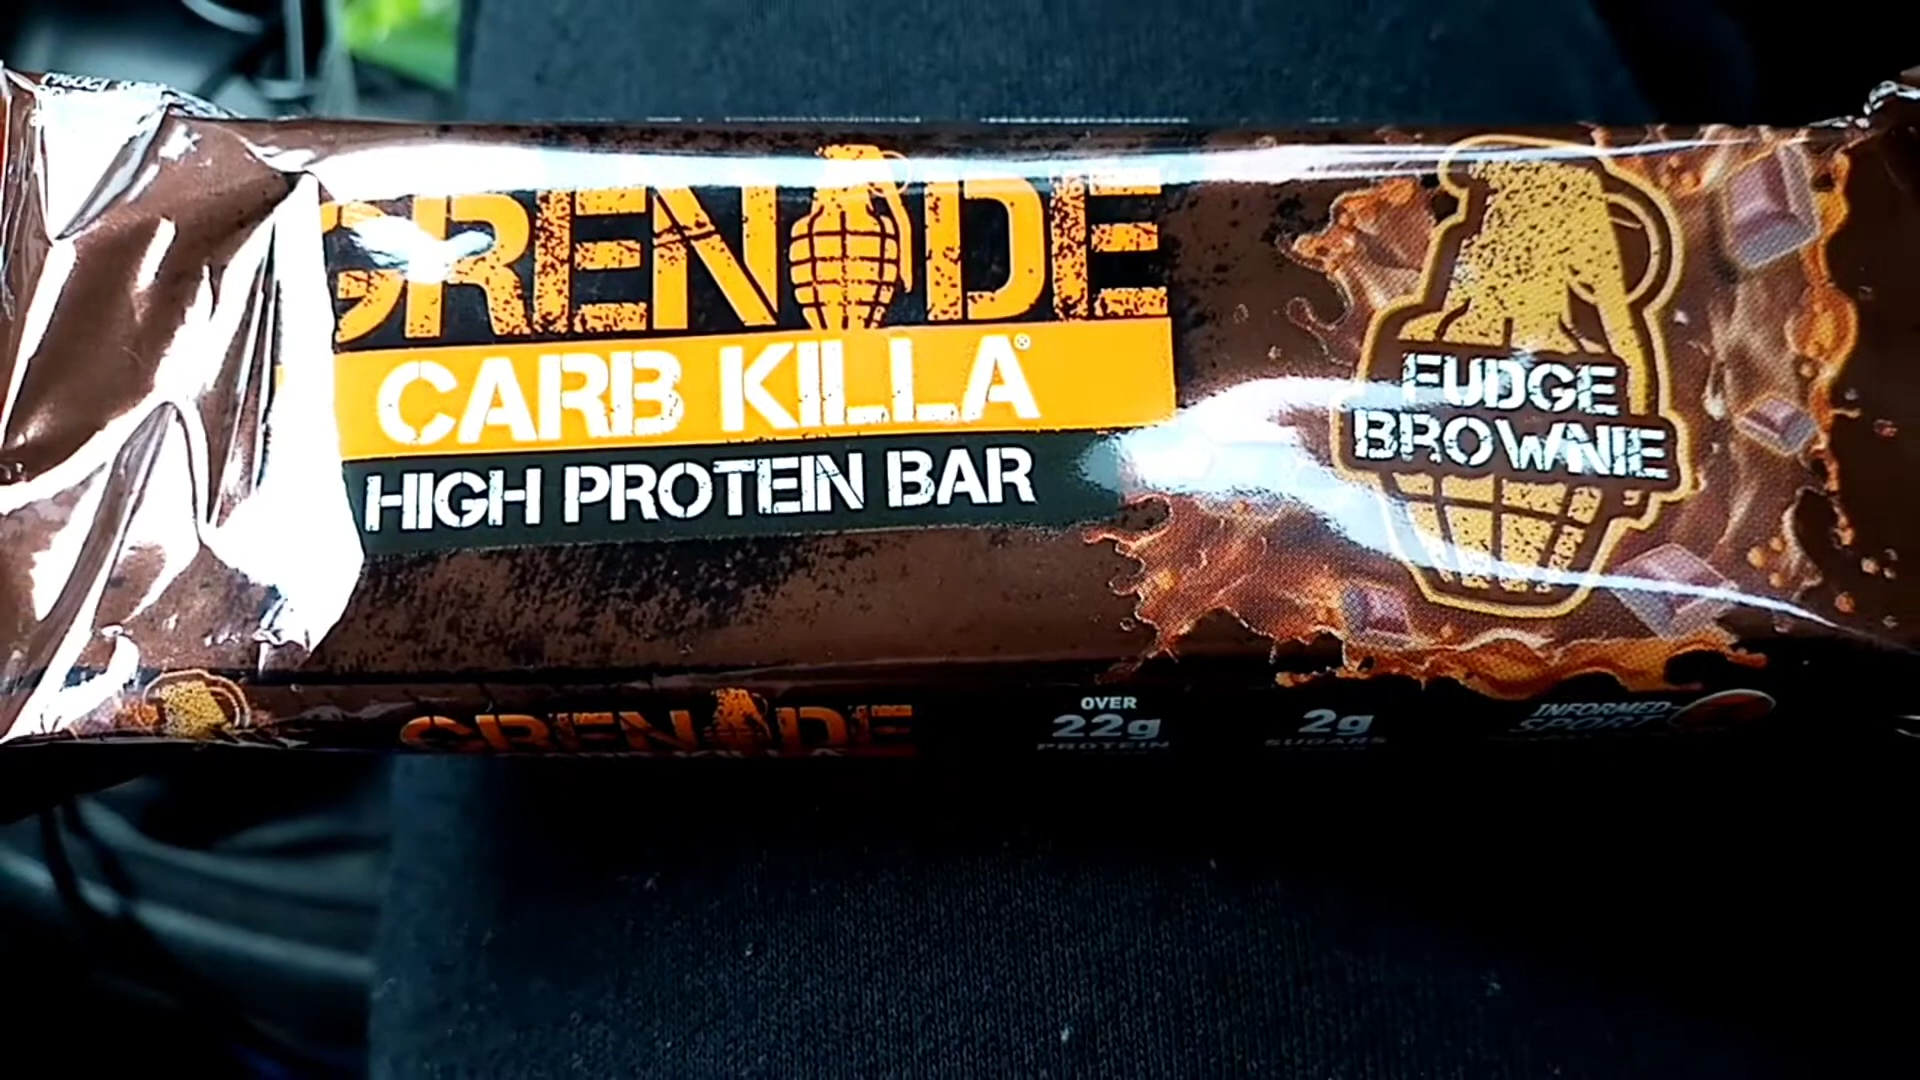 GRENADE
CARB KILLA®
HIGH PROTEIN BAR
FUDGE
BROWNIE
GRENADE
OVER
22g
PROTEIN
2g
SUGARS
INFORMED
SPORT